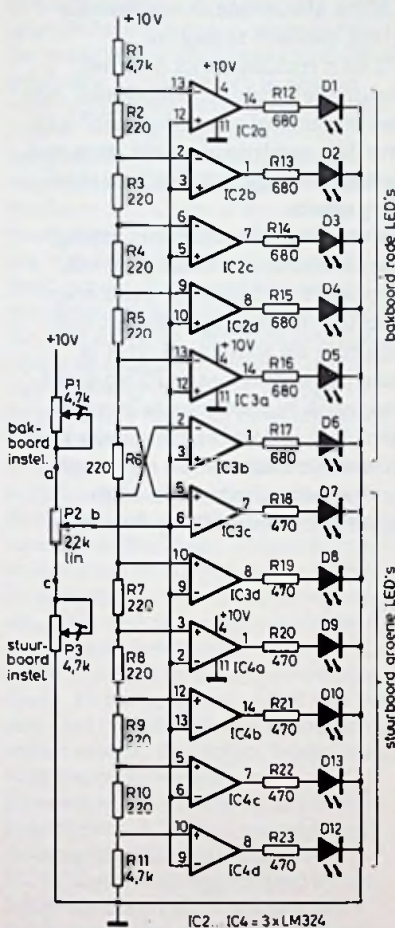 +10V
R1
4,7k
+10V
13
4
14
R12
D1
R2
220
12
11
IC2a
680
2
1
R13
D2
R3
220
3
IC2b
680
6
7
R14
D3
R4
220
5
IC2c
680
9
8
R15
D4
R5
220
10
IC2d
680
bakboord rode LED's
+10V
13
4
14
R16
D5
+10V
P1
4,7k
12
11
IC3a
680
bak-
boord
instel.
a
2
1
R17
D6
220
R6
3
IC3b
680
P2
b
22k
lin
5
7
R18
D7
6
IC3c
470
c
10
8
R19
D8
R7
220
9
IC3d
470
+10V
stuur-
boord
instel
P3
4,7k
3
4
1
R20
D9
R8
220
2
11
IC4a
470
12
14
R21
D10
R9
220
13
IC4b
470
stuurboord groene LED's
5
7
R22
D13
R10
220
6
IC4c
470
10
8
R23
D12
R11
4,7k
9
IC4d
470
IC2... IC4 = 3xLM324